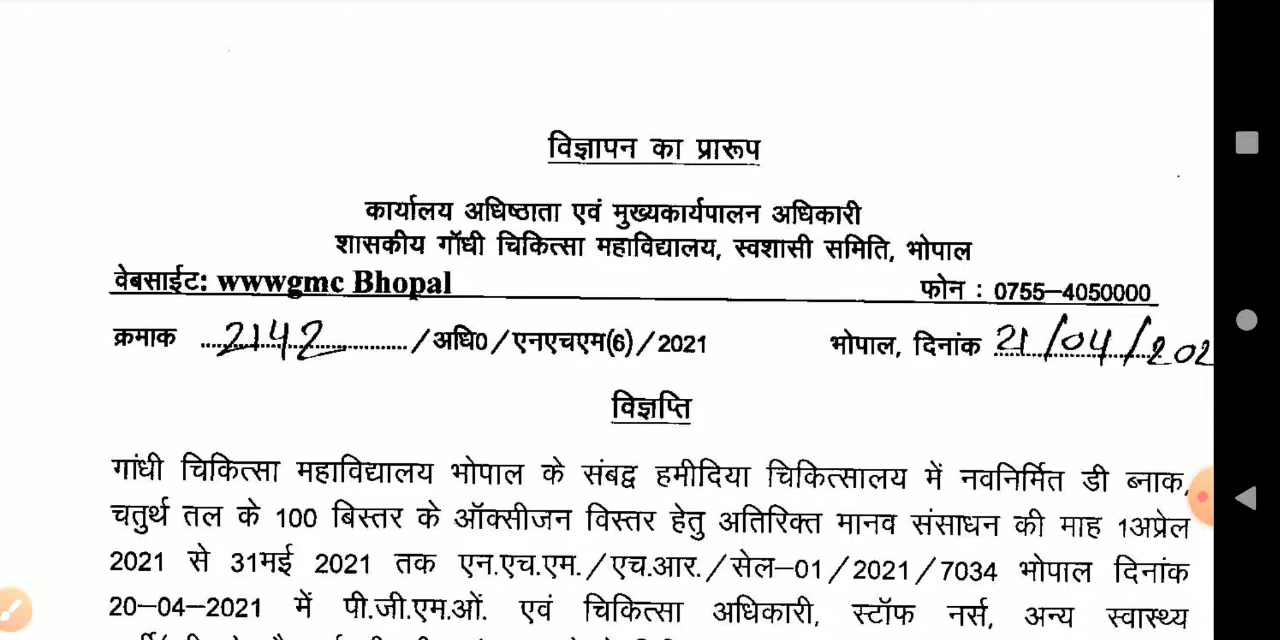 विज्ञापन का प्रारूप
कार्यालय अधिष्ठाता एवं मुख्यकार्यपालन अधिकारी
शासकीय गॉधी चिकित्सा महाविद्यालय, स्वशासी समिति, भोपाल
वेबसाईट: wwwgmc Bhopal फोन : 0755-4050000
क्रमाक ....2142............/अधि0/एनएचएम(6)/2021 भोपाल, दिनांक 21/04/202
विज्ञप्ति
गांधी चिकित्सा महाविद्यालय भोपाल के संबद्व हमीदिया चिकित्सालय में नवनिर्मित डी ब्नाक,
चतुर्थ तल के 100 बिस्तर के ऑक्सीजन विस्तर हेतु अतिरिक्त मानव संसाधन की माह 1अप्रेल
2021 से 31मई 2021 तक एन.एच.एम./एच.आर./सेल-01/2021/7034 भोपाल दिनांक
20-04-2021 में पी.जी.एम.ओं. एवं चिकित्सा अधिकारी, स्टॉफ नर्स, अन्य स्वास्थ्य